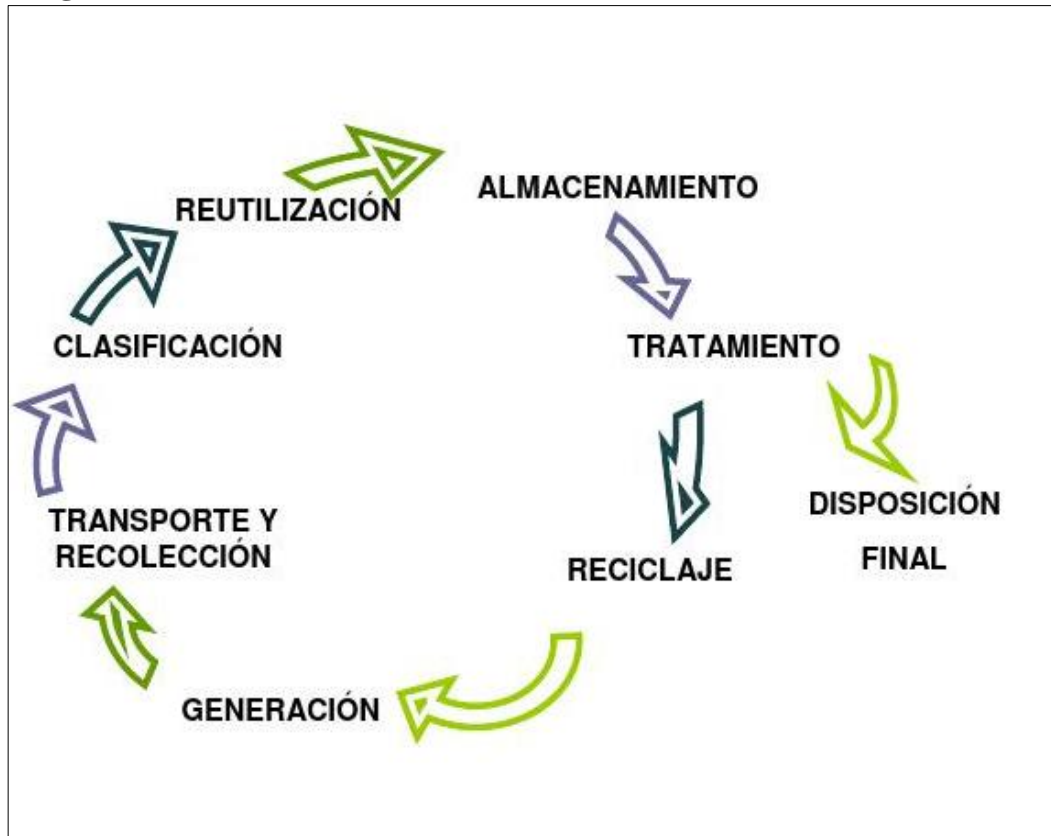 REUTILIZACIÓN
ALMACENAMIENTO
CLASIFICACIÓN
TRATAMIENTO
TRANSPORTE Y
RECOLECCIÓN
DISPOSICIÓN
FINAL
RECICLAJE
GENERACIÓN